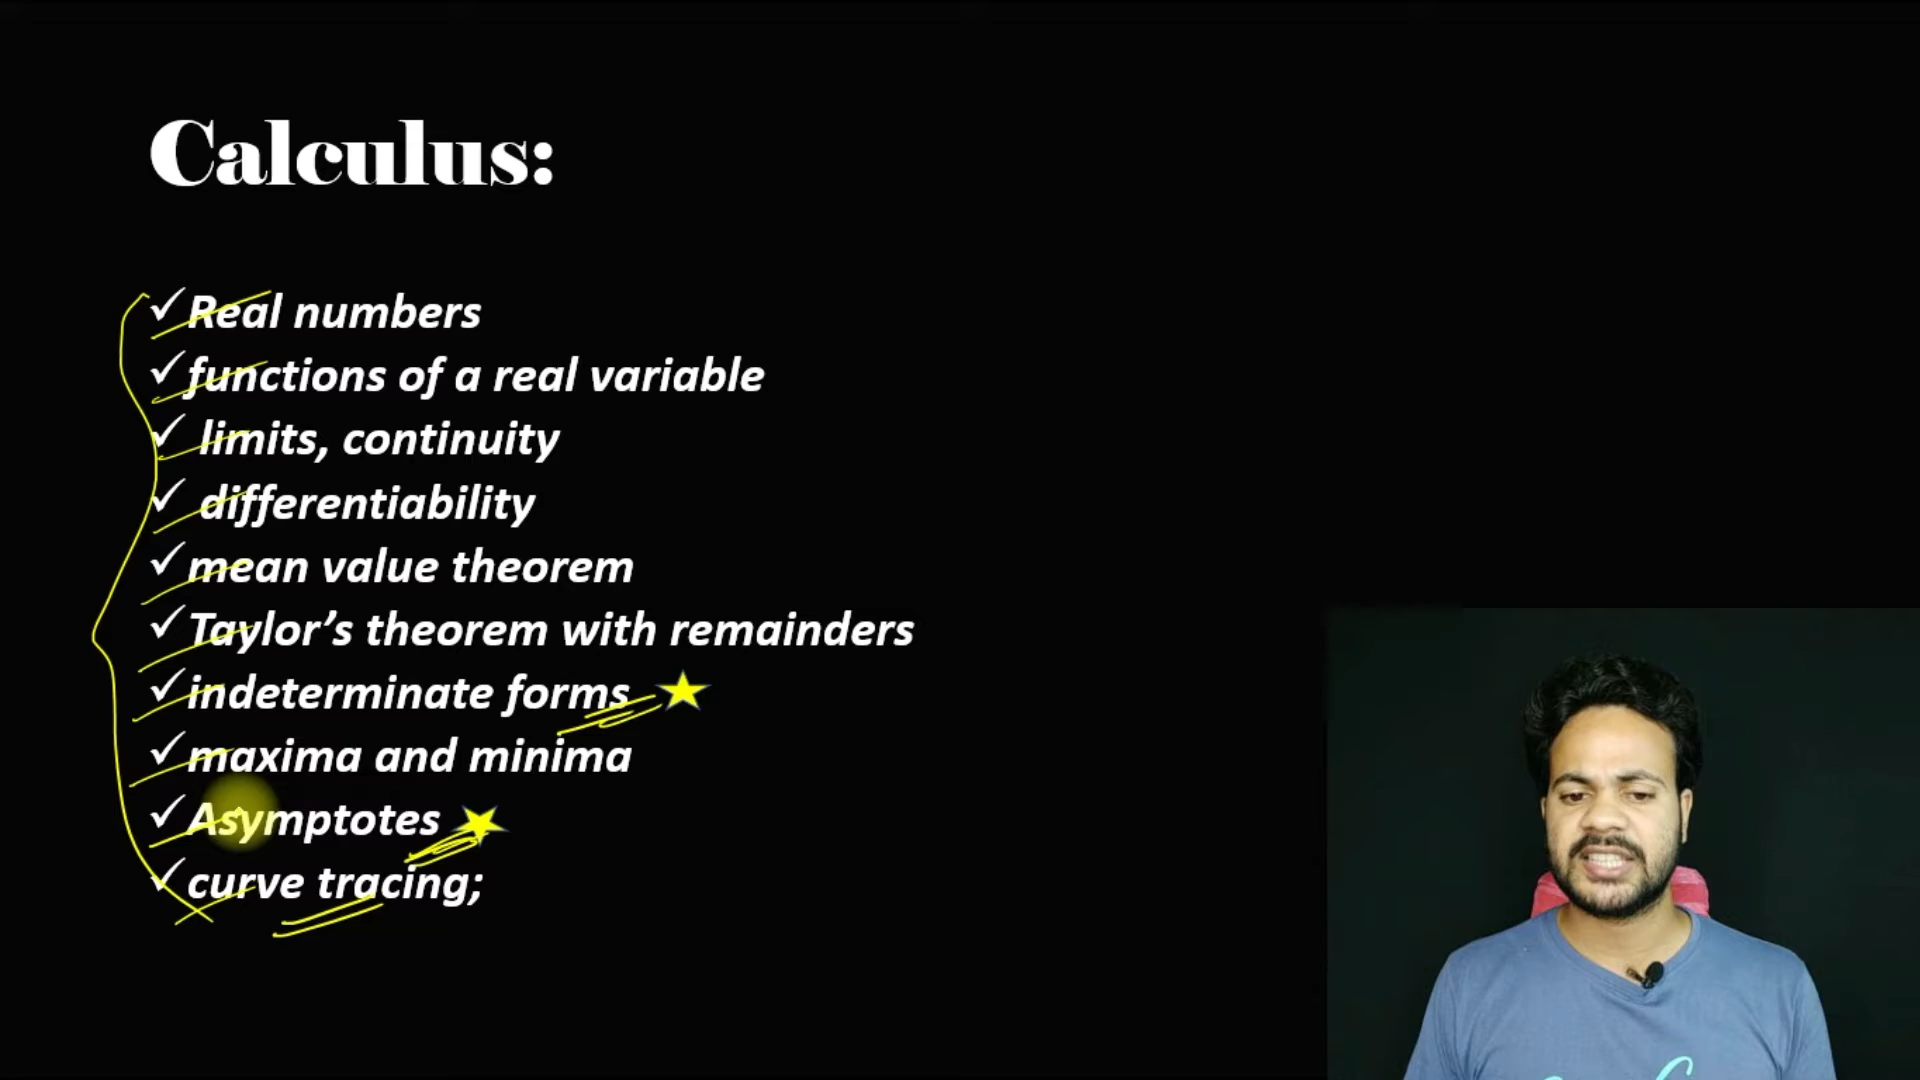 Calculus:
✓Real numbers
✓functions of a real variable
✓ limits, continuity
✓ differentiability
✓mean value theorem
✓Taylor’s theorem with remainders
✓indeterminate forms
✓maxima and minima
✓Asymptotes
✓curve tracing;